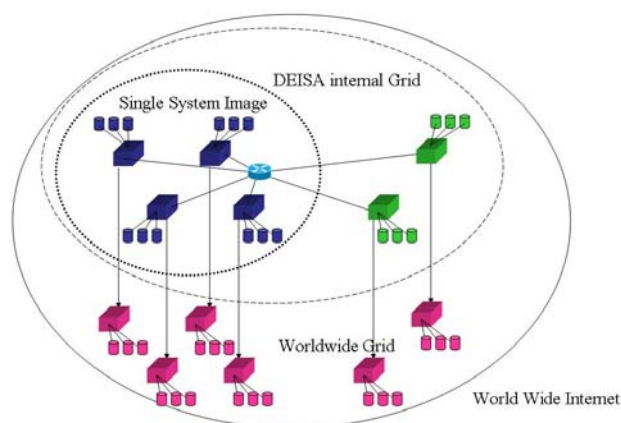 DEISA internal Grid
Single System Image
Worldwide Grid
World Wide Internet